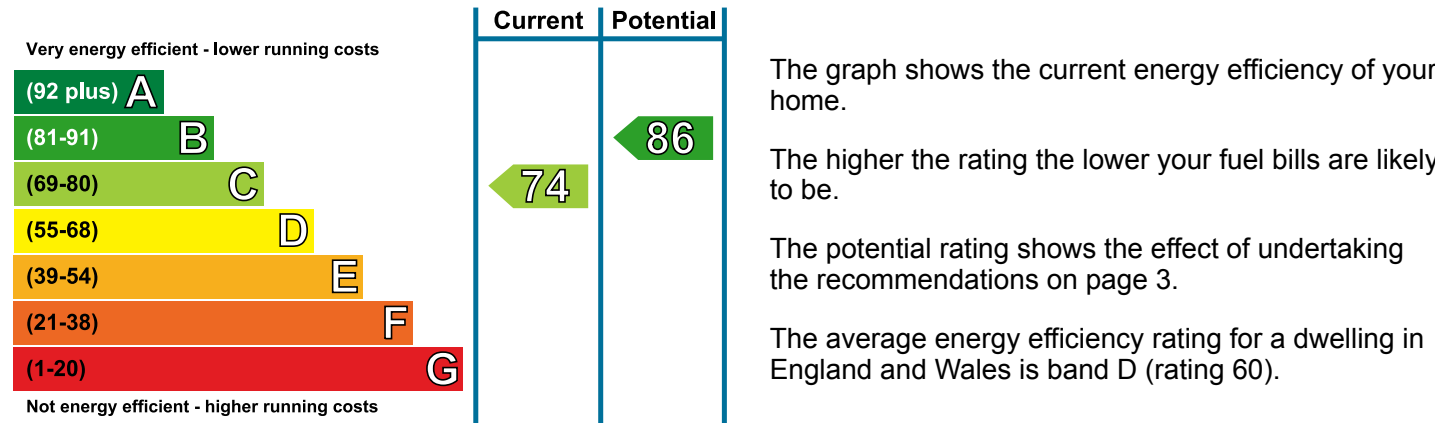 Current Potential
Very energy efficient - lower running costs
(92 plus) A
(81-91) B
86
(69-80) C
74
(55-68) D
(39-54) E
(21-38) F
(1-20) G
Not energy efficient - higher running costs
The graph shows the current energy efficiency of your
home.
The higher the rating the lower your fuel bills are likely
to be.
The potential rating shows the effect of undertaking
the recommendations on page 3.
The average energy efficiency rating for a dwelling in
England and Wales is band D (rating 60).